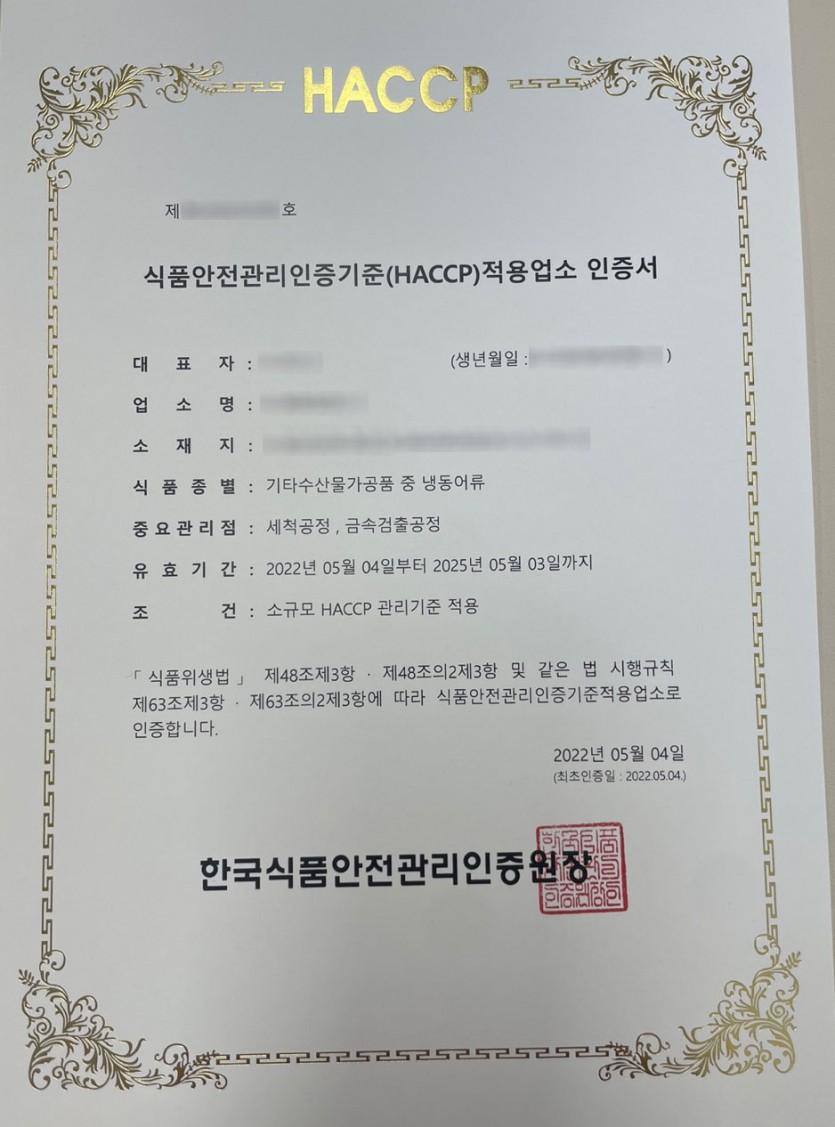 HACCP
제 호
식품안전관리인증기준(HACCP)적용업소 인증서
대 표 자 : (생년월일 : )
업 소 명 :
소 재 지 :
식 품 종 별 : 기타수산물가공품 중 냉동어류
중요관리점 : 세척공정 , 금속검출공정
유 효 기 간 : 2022년 05월 04일부터 2025년 05월 03일까지
조 건 : 소규모 HACCP 관리기준 적용
「식품위생법」 제48조제3항 · 제48조의2제3항 및 같은 법 시행규칙
제63조제3항 · 제63조의2제3항에 따라 식품안전관리인증기준적용업소로
인증합니다.
2022년 05월 04일
(최초인증일 : 2022.05.04.)
한국식품안전관리인증원장